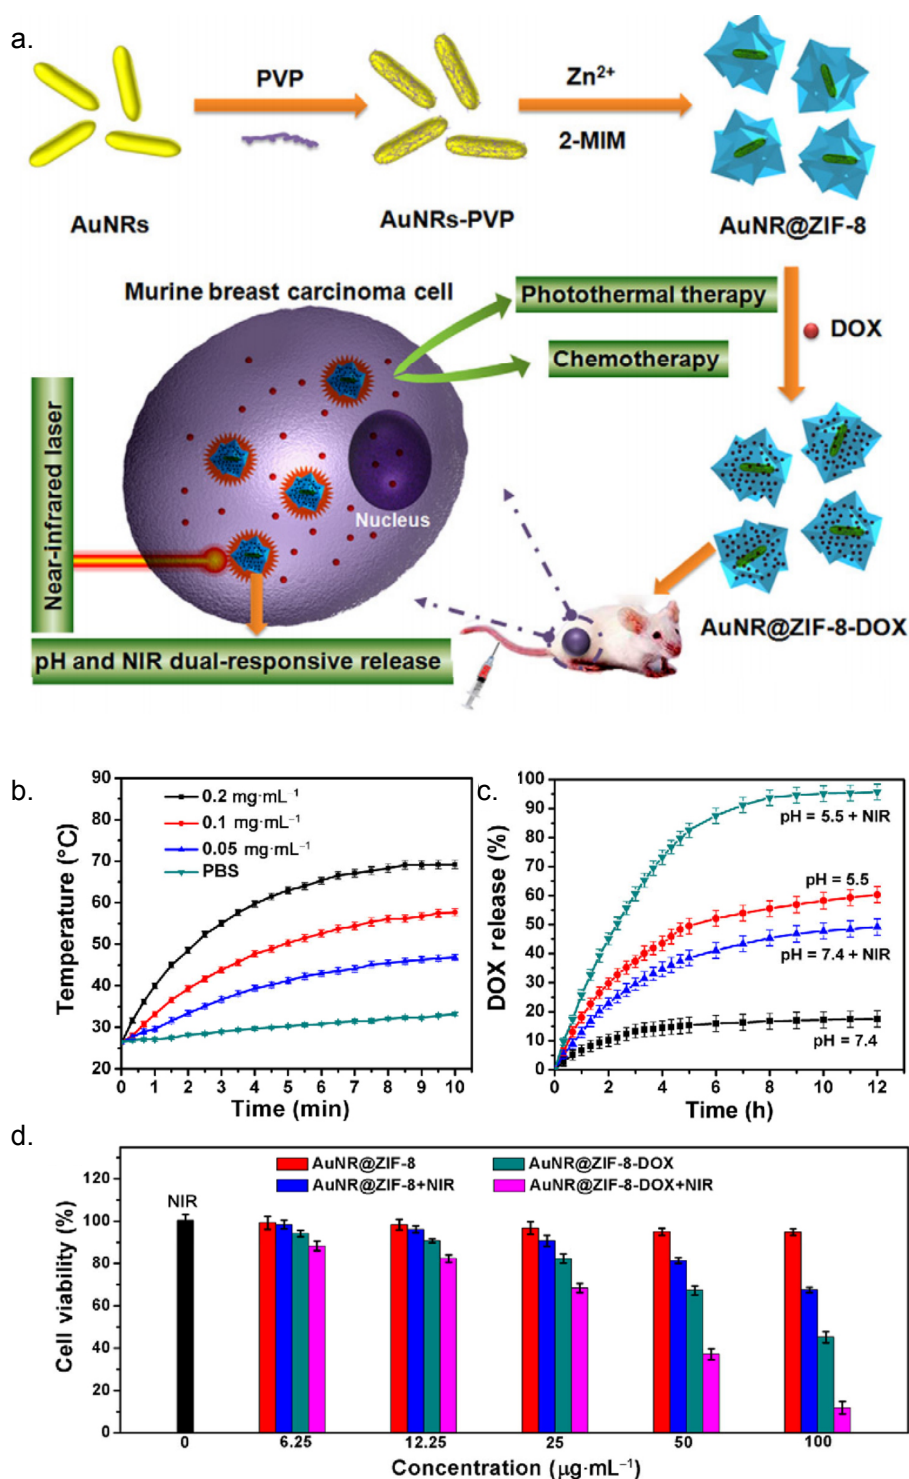 a.
PVP
Zn²⁺
2-MIM
AuNRs
AuNRs-PVP
AuNR@ZIF-8
Murine breast carcinoma cell
Photothermal therapy
DOX
Chemotherapy
Near-infrared laser
Nucleus
AuNR@ZIF-8-DOX
pH and NIR dual-responsive release
b.
90
80
70
60
50
40
30
20
Temperature (°C)
0.2 mg·mL⁻¹
0.1 mg·mL⁻¹
0.05 mg·mL⁻¹
PBS
0 1 2 3 4 5 6 7 8 9 10
Time (min)
c.
100
90
80
70
60
50
40
30
20
10
0
DOX release (%)
pH = 5.5 + NIR
pH = 5.5
pH = 7.4 + NIR
pH = 7.4
0 2 4 6 8 10 12
Time (h)
d.
120
100
80
60
40
20
0
Cell viability (%)
AuNR@ZIF-8
AuNR@ZIF-8-DOX
AuNR@ZIF-8+NIR
AuNR@ZIF-8-DOX+NIR
NIR
0 6.25 12.25 25 50 100
Concentration (μg·mL⁻¹)